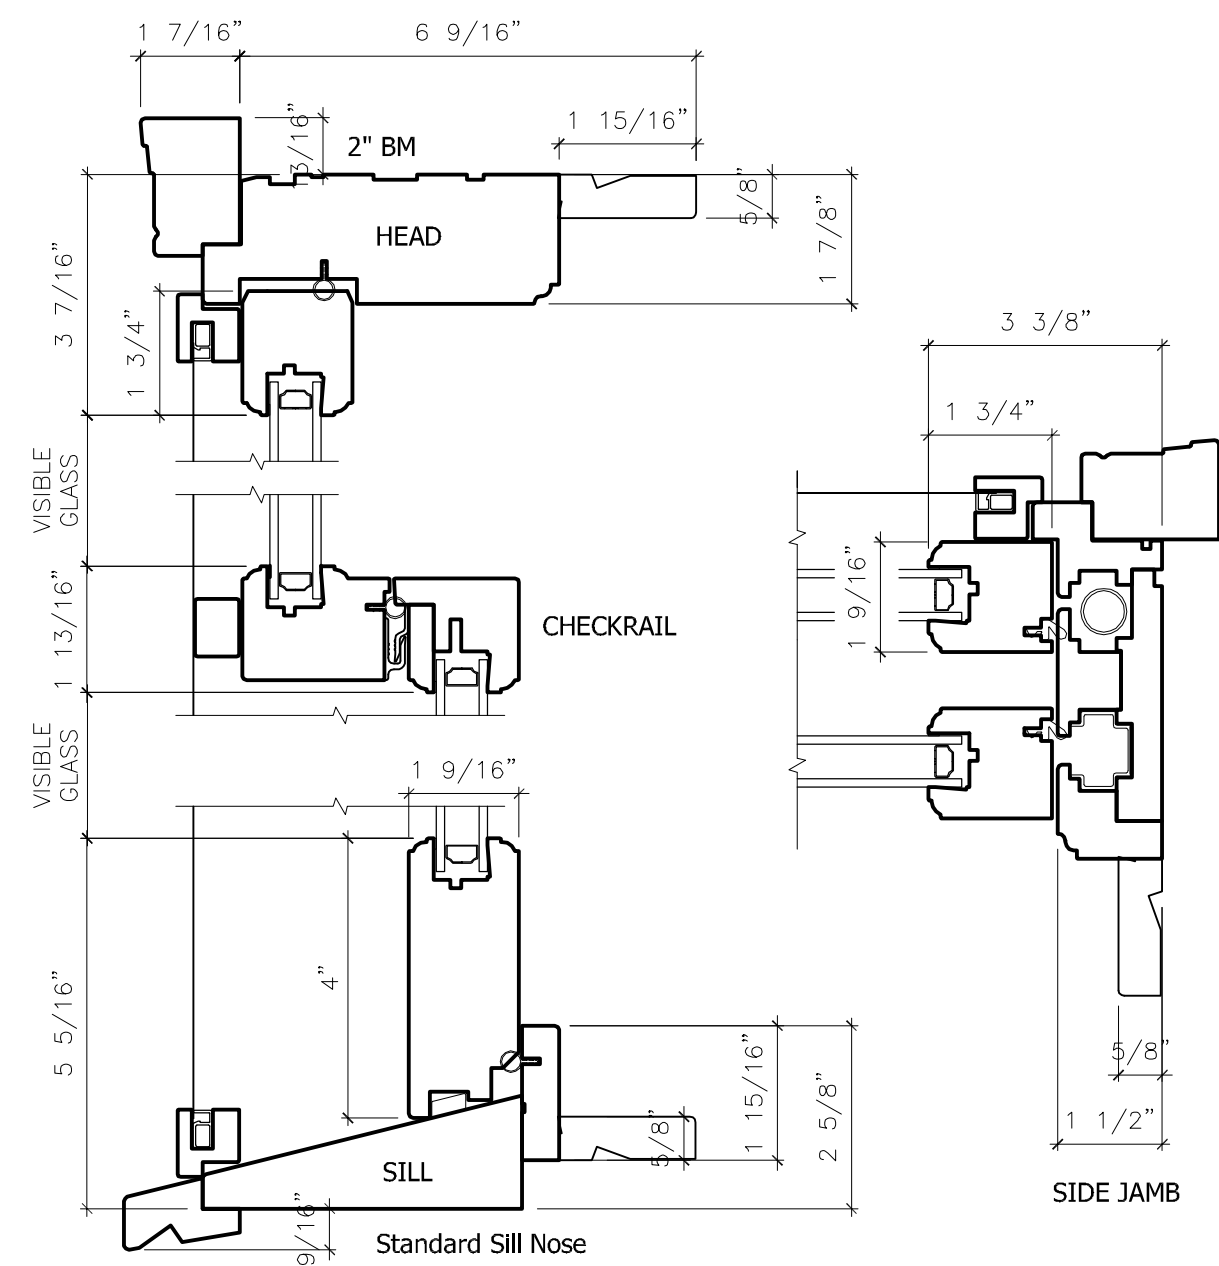 1 7/16”
6 9/16”
13/16”
2" BM
1 15/16”
5/8”
1 7/8”
HEAD
3 7/16”
1 3/4”
3 3/8”
1 3/4”
VISIBLE
GLASS
1 9/16”
1 13/16”
CHECKRAIL
VISIBLE
GLASS
1 9/16”
4”
5 5/16”
5/8”
1 15/16”
2 5/8”
5/8”
1 1/2”
SILL
SIDE JAMB
9/16”
Standard Sill Nose